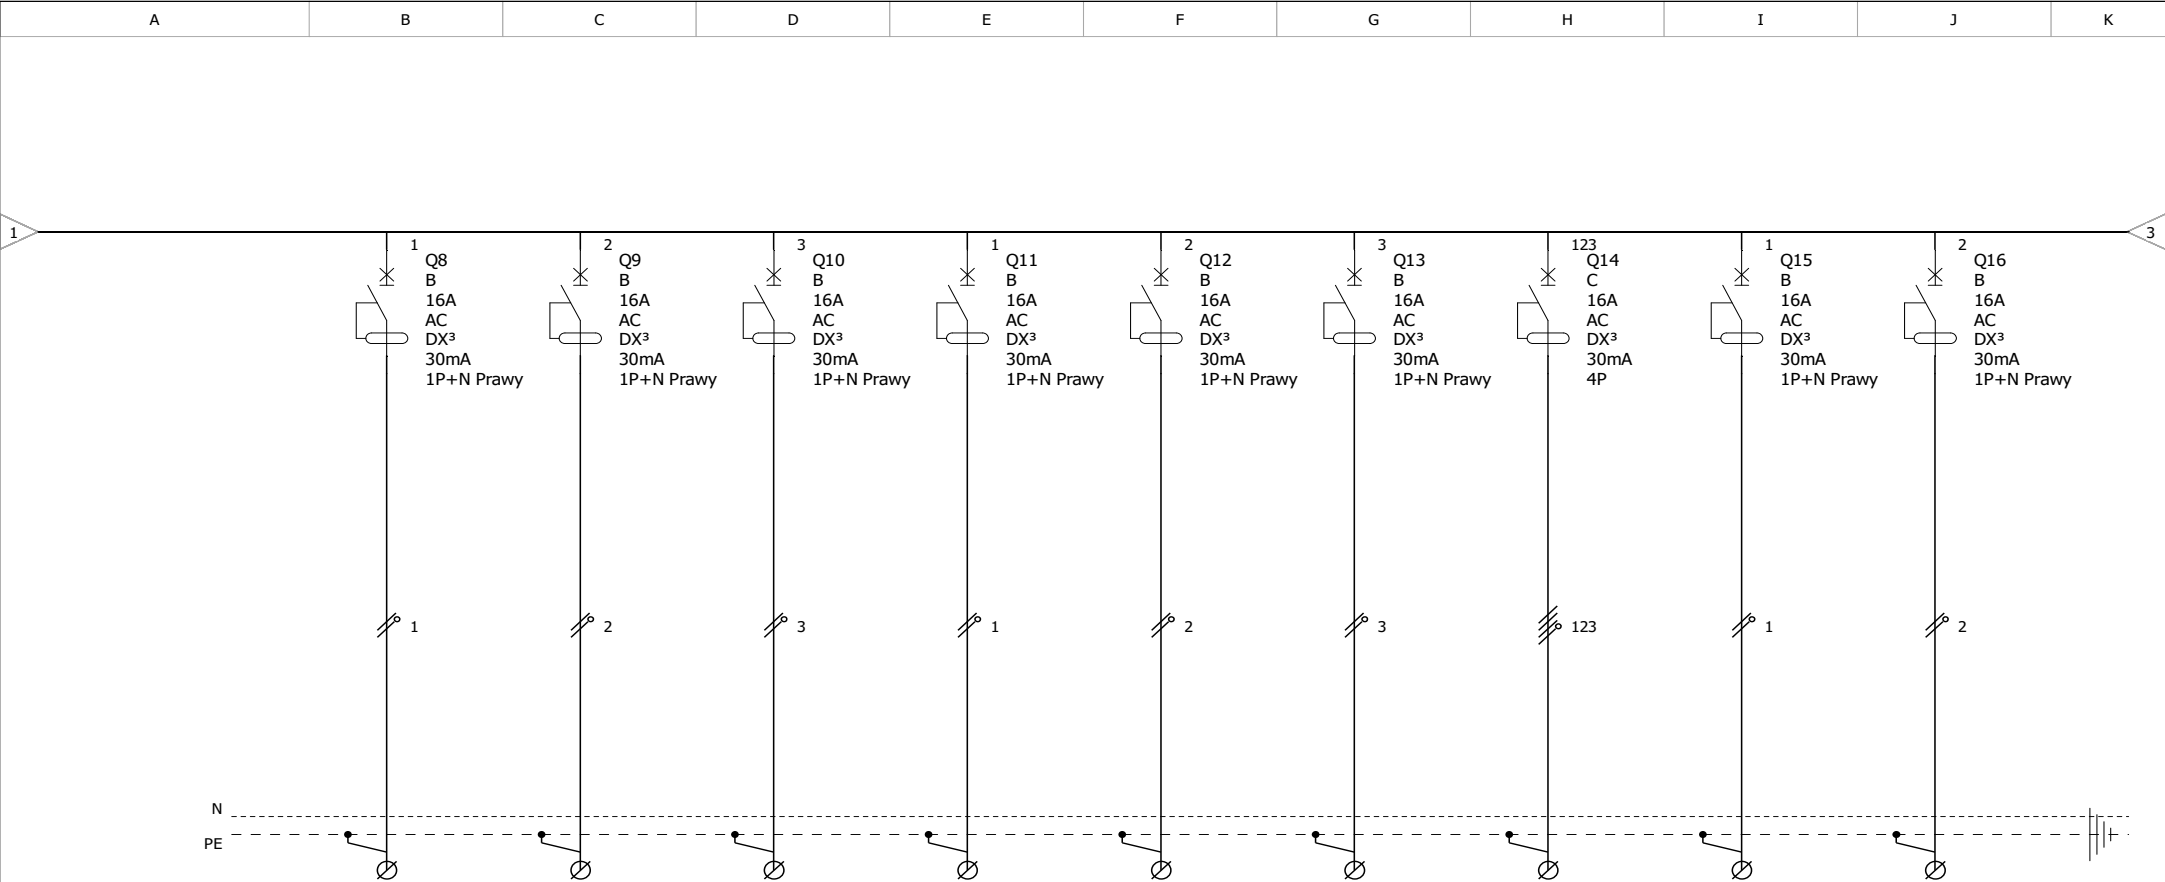 A B C D E F G H I J K
1 3
1 2 3 1 2 3 123 1 2
Q8 Q9 Q10 Q11 Q12 Q13 Q14 Q15 Q16
B B B B B B C B B
16A 16A 16A 16A 16A 16A 16A 16A 16A
AC AC AC AC AC AC AC AC AC
DX³ DX³ DX³ DX³ DX³ DX³ DX³ DX³ DX³
30mA 30mA 30mA 30mA 30mA 30mA 30mA 30mA 30mA
1P+N Prawy 1P+N Prawy 1P+N Prawy 1P+N Prawy 1P+N Prawy 1P+N Prawy 4P 1P+N Prawy 1P+N Prawy
1 2 3 1 2 3 123 1 2
N
PE